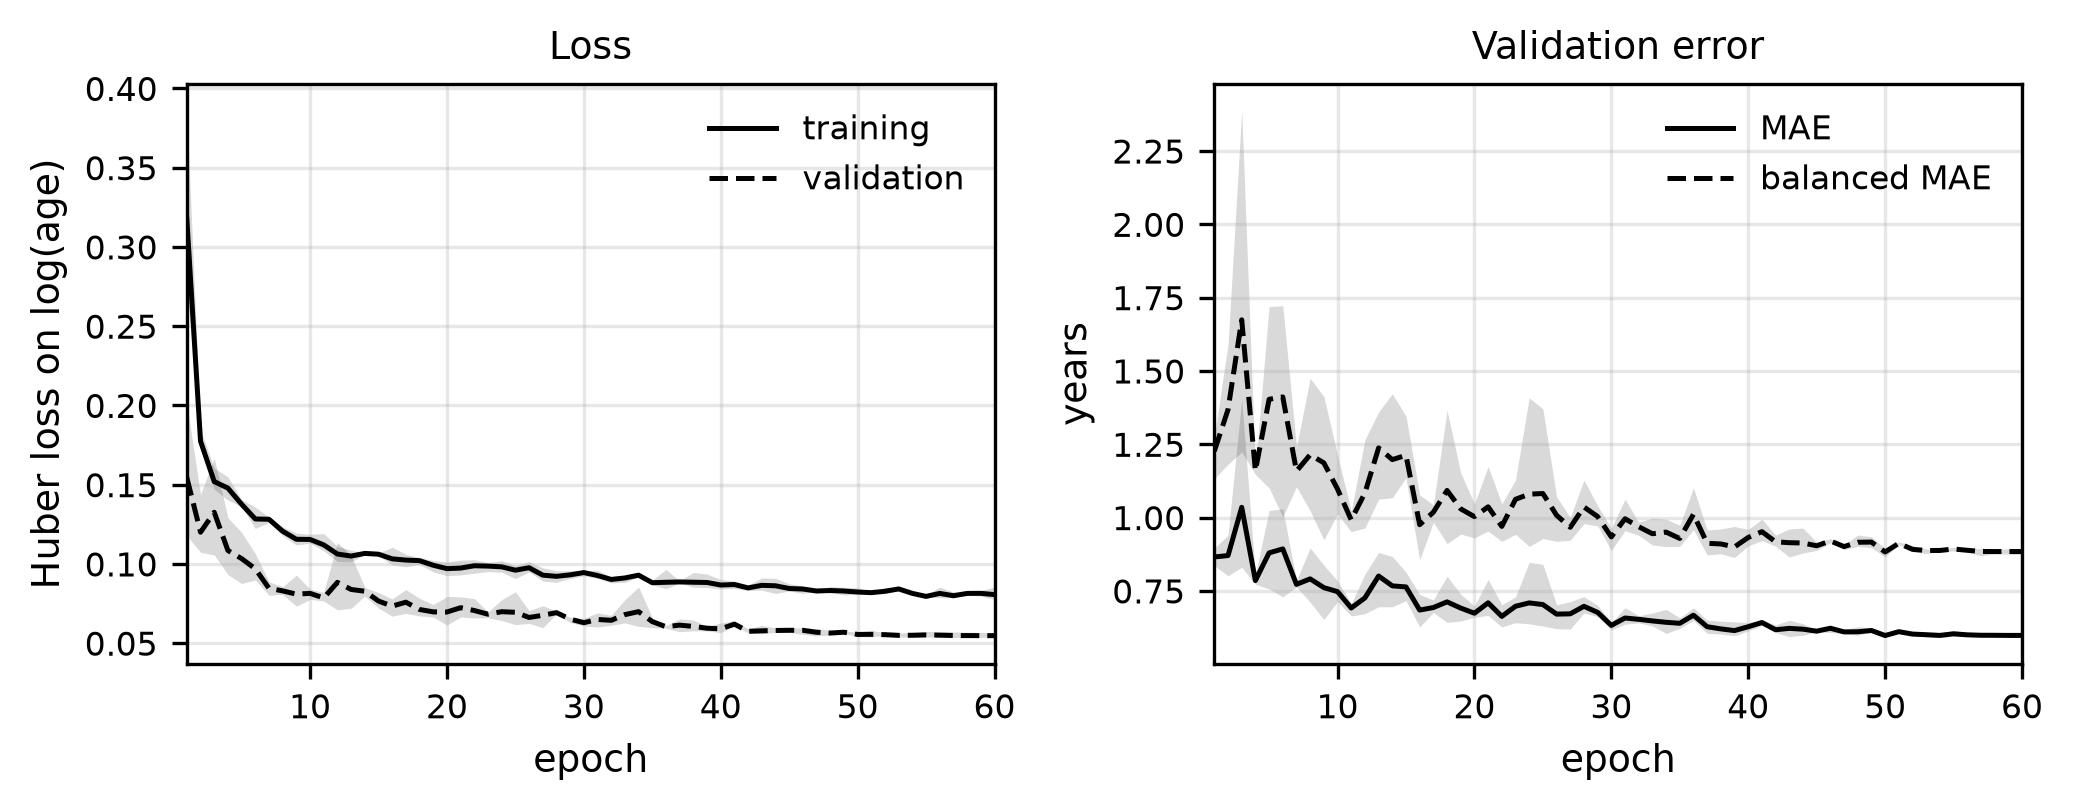 Loss
Huber loss on log(age)
0.40
0.35
0.30
0.25
0.20
0.15
0.10
0.05
training
validation
10 20 30 40 50 60
epoch
Validation error
years
2.25
2.00
1.75
1.50
1.25
1.00
0.75
MAE
balanced MAE
10 20 30 40 50 60
epoch